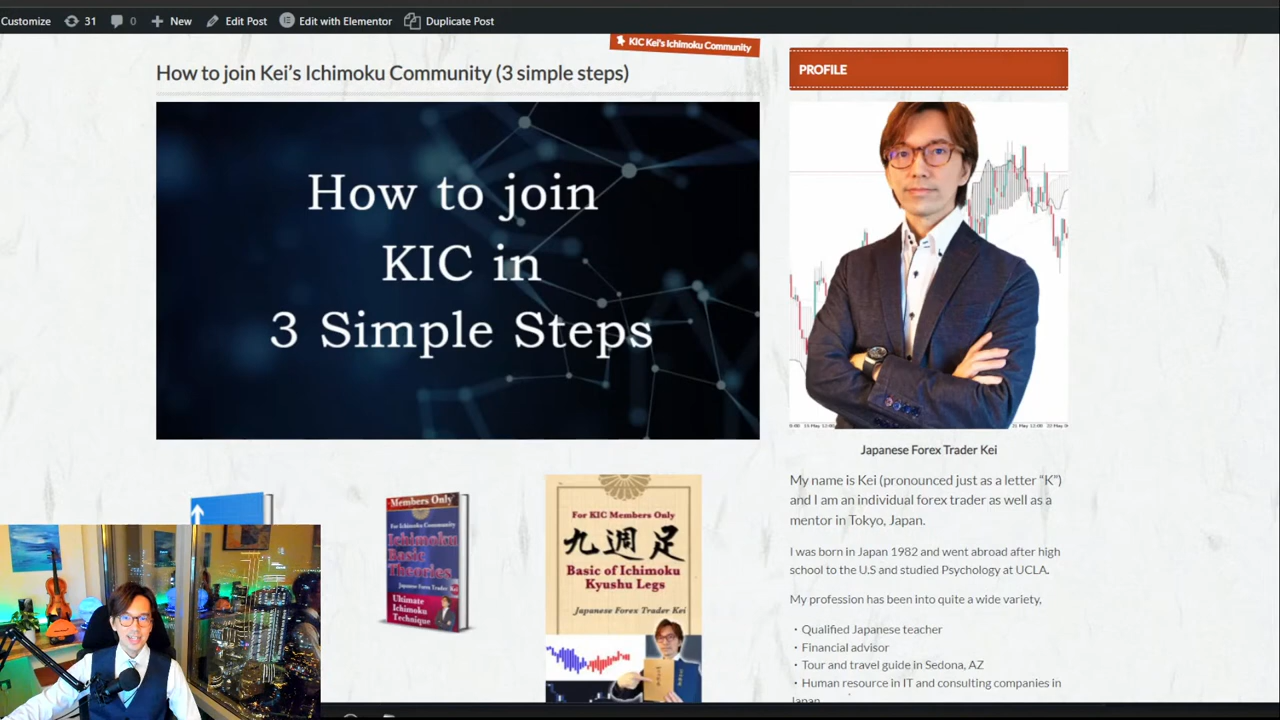 Customize 31 0 New Edit Post Edit with Elementor Duplicate Post
KIC Kei's Ichimoku Community
How to join Kei's Ichimoku Community (3 simple steps)
How to join
KIC in
3 Simple Steps
Members Only
For Ichimoku Community
Ichimoku
Basic
Theories
Japanese Forex Trader Kei
Ultimate
Ichimoku
Technique
For KIC Members Only
九週足
Basic of Ichimoku
Kyushu Legs
Japanese Forex Trader Kei
PROFILE
21 May 13:00
Japanese Forex Trader Kei
My name is Kei (pronounced just as a letter “K”)
and I am an individual forex trader as well as a
mentor in Tokyo, Japan.
I was born in Japan 1982 and went abroad after high
school to the U.S and studied Psychology at UCLA.
My profession has been into quite a wide variety,
・Qualified Japanese teacher
・Financial advisor
・Tour and travel guide in Sedona, AZ
・Human resource in IT and consulting companies in
Japan